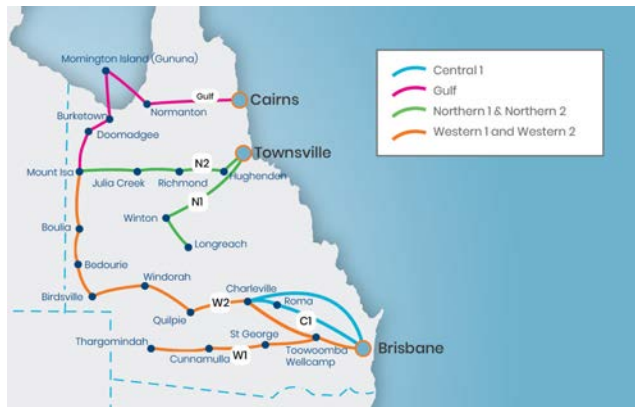 Mornington Island (Gununa)
Gulf
Cairns
Normanton
Burketown
Doomadgee
Townsville
N2
Mount Isa
Julia Creek
Richmond
Hughenden
N1
Winton
Longreach
Boulia
Bedourie
Windorah
Birdsville
Charleville
Roma
W2
Quilpie
C1
St George
Thargomindah
Cunnamulla
W1
Toowoomba
Wellcamp
Brisbane
Central 1
Gulf
Northern 1 & Northern 2
Western 1 and Western 2